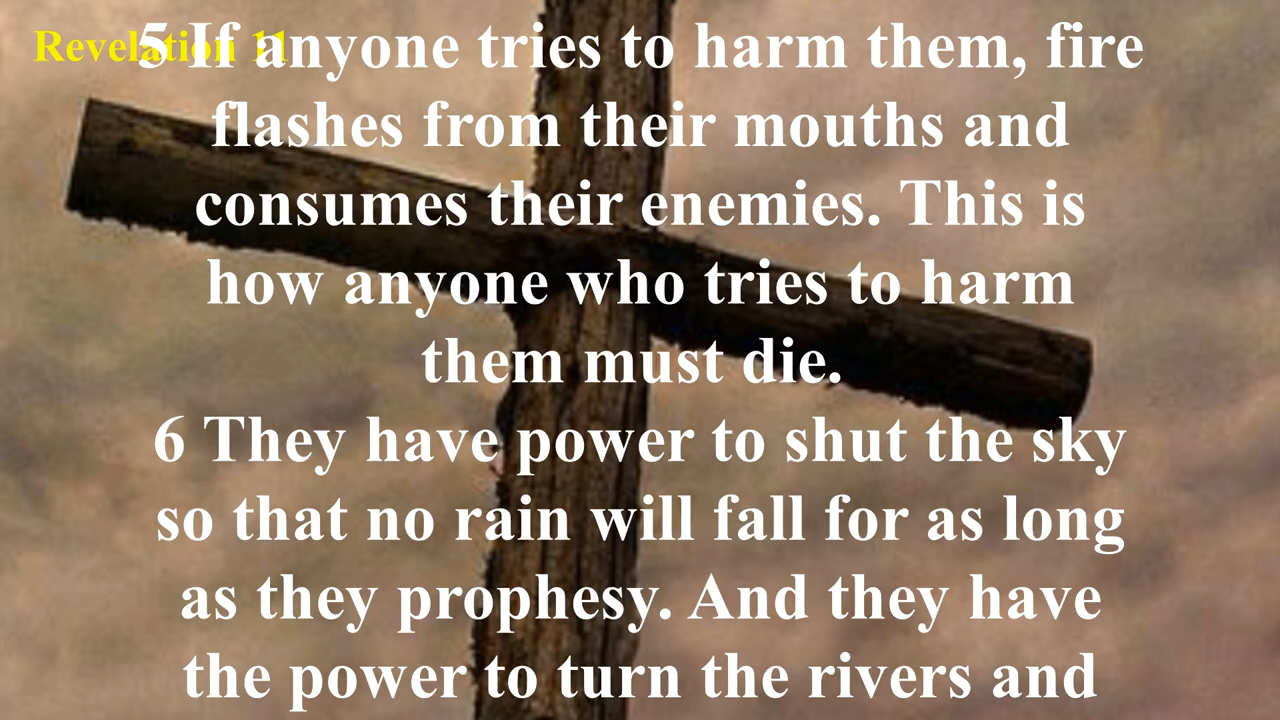 Revelation 11
5 If anyone tries to harm them, fire
flashes from their mouths and
consumes their enemies. This is
how anyone who tries to harm
them must die.
6 They have power to shut the sky
so that no rain will fall for as long
as they prophesy. And they have
the power to turn the rivers and